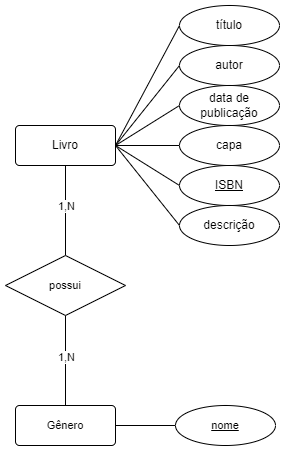 título
autor
data de
publicação
Livro
capa
ISBN
1,N
descrição
possui
1,N
Gênero
nome